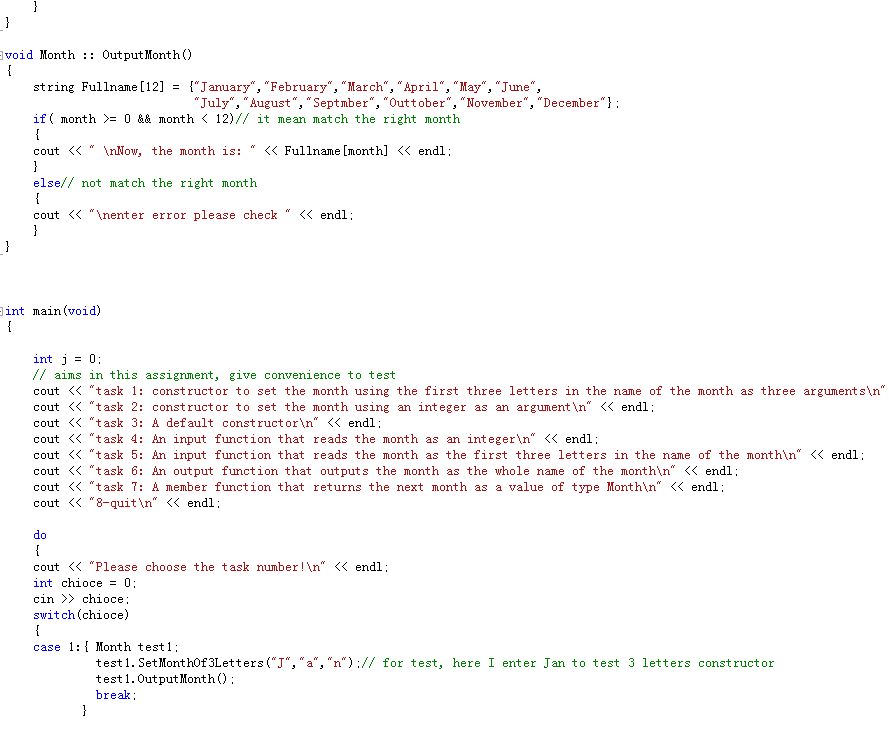 }
}

void Month :: OutputMonth()
{
    string Fullname[12] = {"January","February","March","April","May","June",
                           "July","August","Septmber","Outtober","November","December"};
    if( month >= 0 && month < 12)// it mean match the right month
    {
    cout << " \nNow, the month is: " << Fullname[month] << endl;
    }
    else// not match the right month
    {
    cout << "\nenter error please check " << endl;
    }
}

int main(void)
{

    int j = 0;
    // aims in this assignment, give convenience to test
    cout << "task 1: constructor to set the month using the first three letters in the name of the month as three arguments\n"
    cout << "task 2: constructor to set the month using an integer as an argument\n" << endl;
    cout << "task 3: A default constructor\n" << endl;
    cout << "task 4: An input function that reads the month as an integer\n" << endl;
    cout << "task 5: An input function that reads the month as the first three letters in the name of the month\n" << endl;
    cout << "task 6: An output function that outputs the month as the whole name of the month\n" << endl;
    cout << "task 7: A member function that returns the next month as a value of type Month\n" << endl;
    cout << "8-quit\n" << endl;

    do
    {
    cout << "Please choose the task number!\n" << endl;
    int chioce = 0;
    cin >> chioce;
    switch(chioce)
    {
    case 1:{ Month test1;
             test1.SetMonthOf3Letters("J","a","n");// for test, here I enter Jan to test 3 letters constructor
             test1.OutputMonth();
             break;
           }